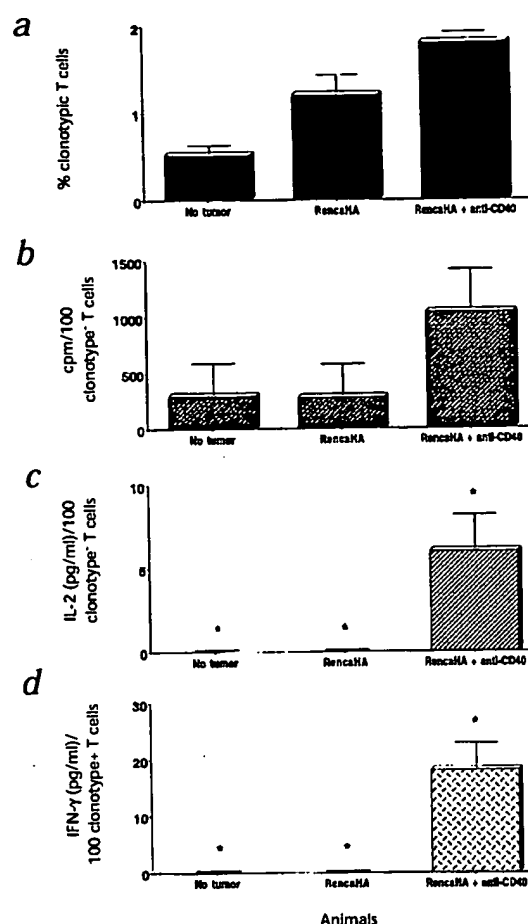 a
% clonotypic T cells
2
1
0
No tumor
RencaHA
RencaHA + anti-CD40
b
cpm/100
clonotype- T cells
1500
1000
500
0
No tumor
RencaHA
RencaHA + anti-CD40
c
IL-2 (pg/ml)/100
clonotype- T cells
10
5
0
*
*
*
No tumor
RencaHA
RencaHA + anti-CD40
d
IFN-γ (pg/ml)/
100 clonotype+ T cells
30
20
10
0
*
*
*
No tumor
RencaHA
RencaHA + anti-CD40
Animals